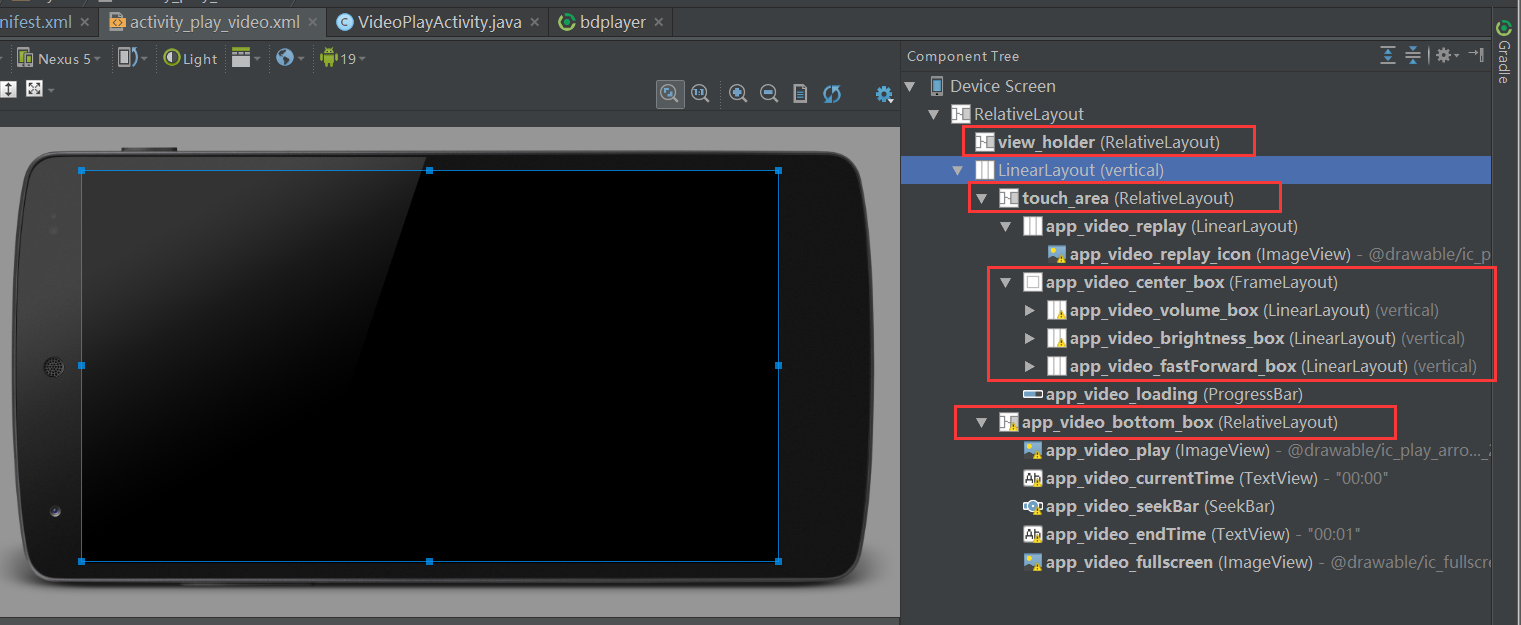 nifest.xml activity_play_video.xml VideoPlayActivity.java bdplayer
Nexus 5 Light 19
Component Tree
Gradle
Device Screen
RelativeLayout
view_holder (RelativeLayout)
LinearLayout (vertical)
touch_area (RelativeLayout)
app_video_replay (LinearLayout)
app_video_replay_icon (ImageView) - @drawable/ic_p
app_video_center_box (FrameLayout)
app_video_volume_box (LinearLayout) (vertical)
app_video_brightness_box (LinearLayout) (vertical)
app_video_fastForward_box (LinearLayout) (vertical)
app_video_loading (ProgressBar)
app_video_bottom_box (RelativeLayout)
app_video_play (ImageView) - @drawable/ic_play_arro..._2
app_video_currentTime (TextView) - "00:00"
app_video_seekBar (SeekBar)
app_video_endTime (TextView) - "00:01"
app_video_fullscreen (ImageView) - @drawable/ic_fullscre